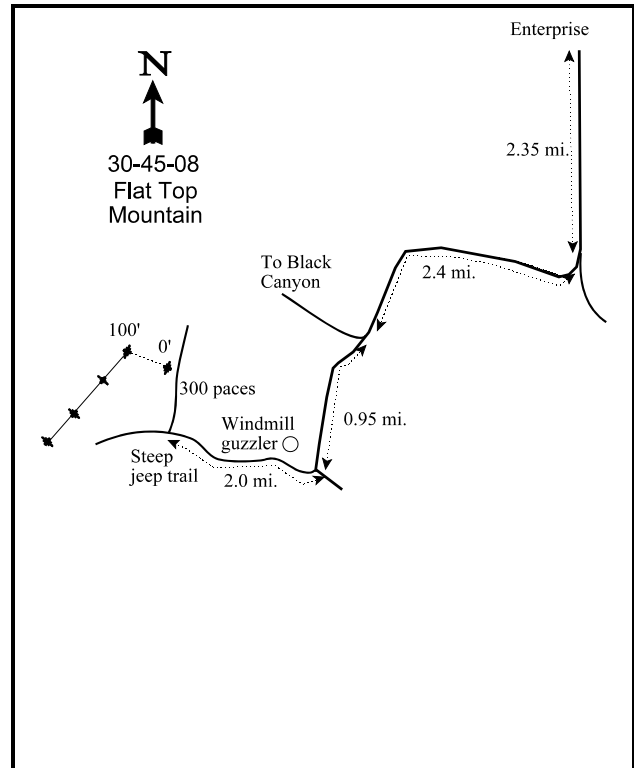 Enterprise
N
30-45-08
Flat Top
Mountain
2.35 mi.
To Black
Canyon
2.4 mi.
100'
0'
300 paces
Windmill
guzzler
0.95 mi.
Steep
jeep trail
2.0 mi.